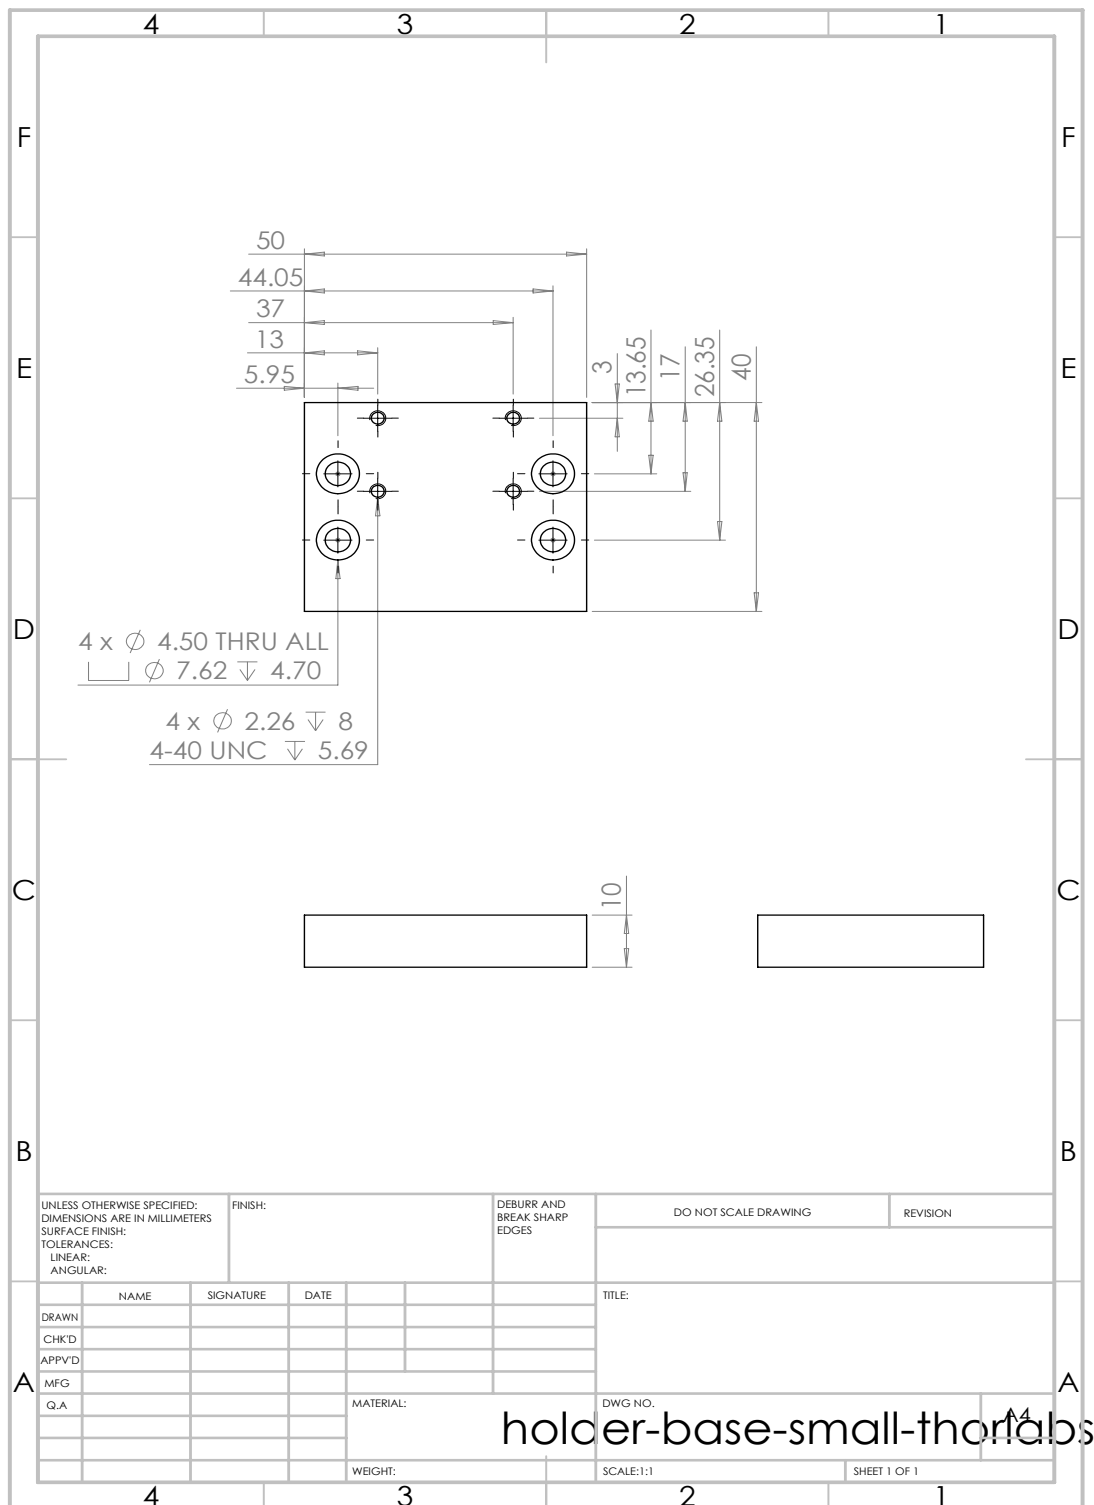 4 3 2 1
F F
50
44.05
37
13
5.95
3
13.65
17
26.35
40
E E
D D
4 x ∅ 4.50 THRU ALL
⌴ ∅ 7.62 ↧ 4.70
4 x ∅ 2.26 ↧ 8
4-40 UNC ↧ 5.69
C C
10
B B
UNLESS OTHERWISE SPECIFIED:
DIMENSIONS ARE IN MILLIMETERS
SURFACE FINISH:
TOLERANCES:
LINEAR:
ANGULAR:
FINISH:
DEBURR AND
BREAK SHARP
EDGES
DO NOT SCALE DRAWING
REVISION
NAME SIGNATURE DATE
TITLE:
DRAWN
CHK'D
APPV'D
MFG
Q.A
A A
MATERIAL:
DWG NO.
holder-base-small-thorlabs
A4
WEIGHT:
SCALE:1:1
SHEET 1 OF 1
4 3 2 1